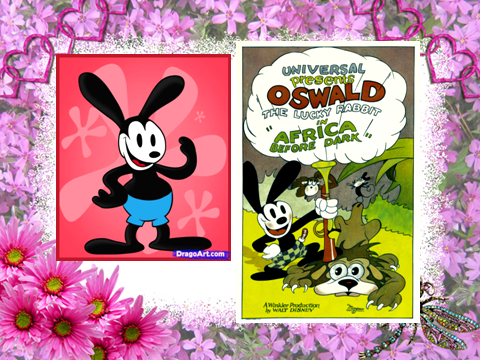 DragoArt.com
UNIVERSAL
presents
OSWALD
THE LUCKY RABBIT
IN
"AFRICA
BEFORE DARK"
A Winkler Production
by WALT DISNEY